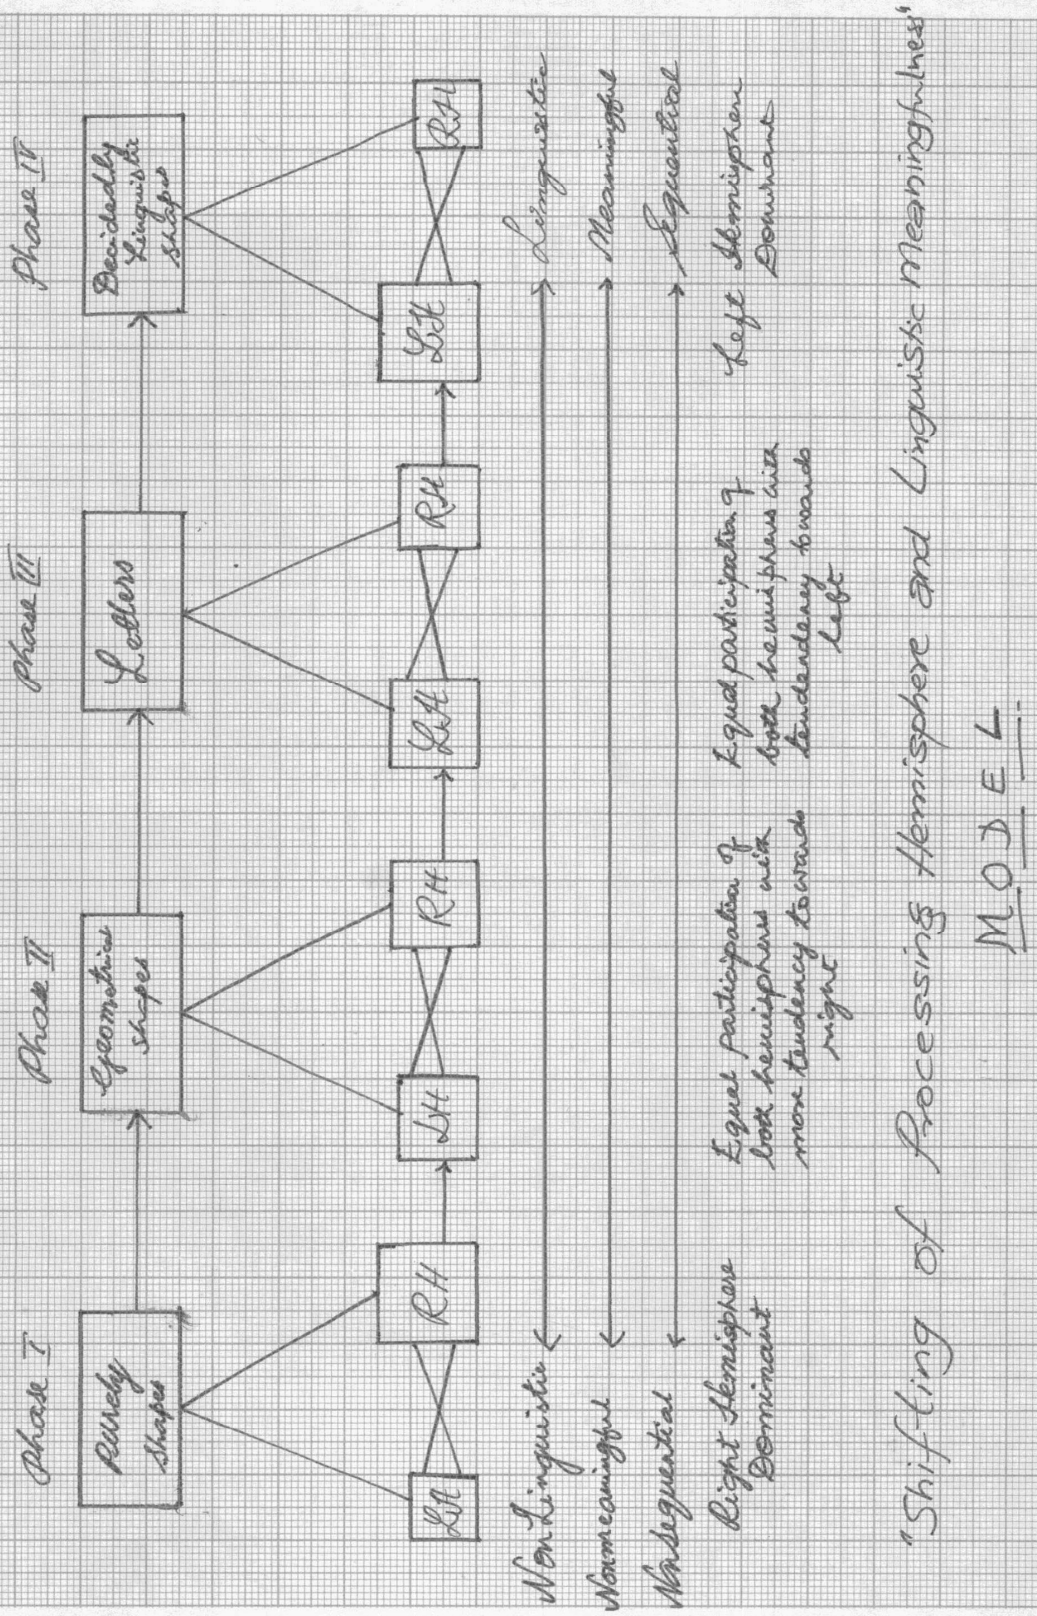 Phase I
Phase II
Phase III
Phase IV
Purely
Shapes
Geometrical
Shapes
Letters
Decidedly
Linguistic
Shapes
LH
RH
LH
RH
LH
RH
LH
RH
Non Linguistic
Linguistic
Nonmeaningful
Meaningful
Nonsequential
Sequential
Right Hemisphere
Dominant
Equal participation of
both hemispheres with
more tendency towards
right
Equal participation of
both hemispheres with
tendendency towards
left
Left Hemisphere
Dominant
"Shifting of Processing Hemisphere and Linguistic Meaningfulness"
MODEL